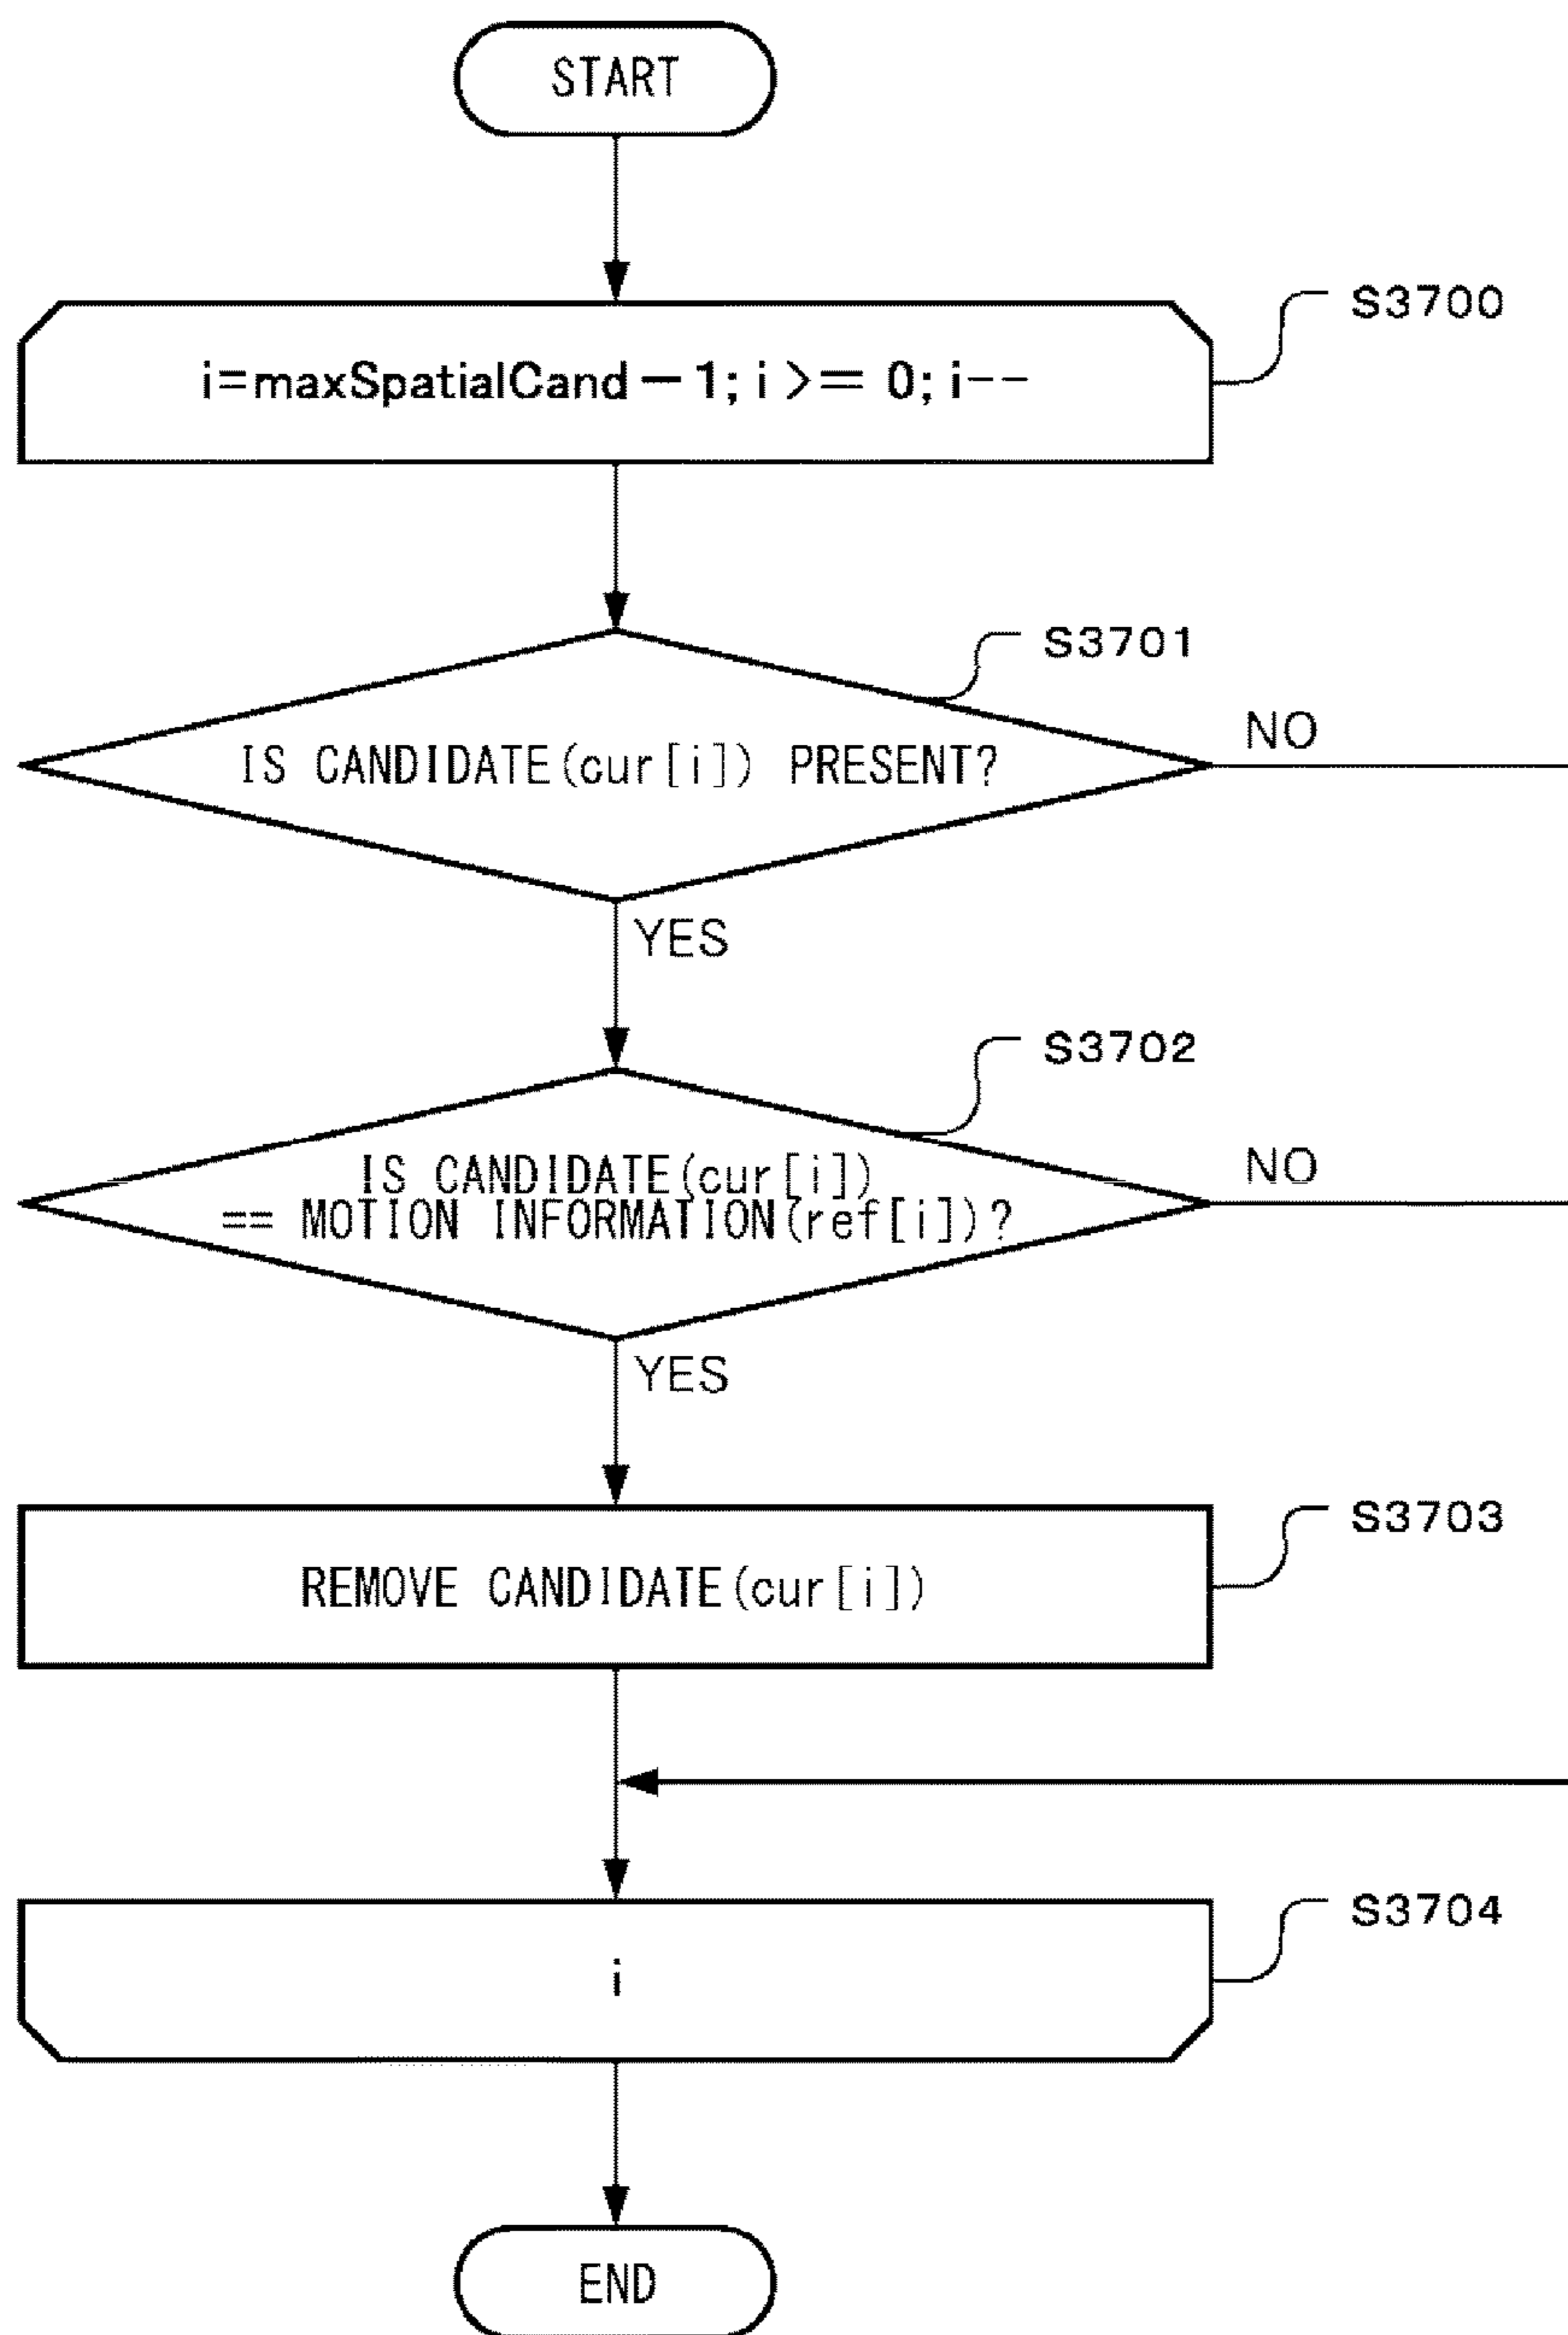 START
i=maxSpatialCand－1; i >= 0; i--
S3700
S3701
IS CANDIDATE(cur[i]) PRESENT?
NO
YES
S3702
IS CANDIDATE(cur[i])
== MOTION INFORMATION(ref[i])?
NO
YES
S3703
REMOVE CANDIDATE(cur[i])
S3704
i
END